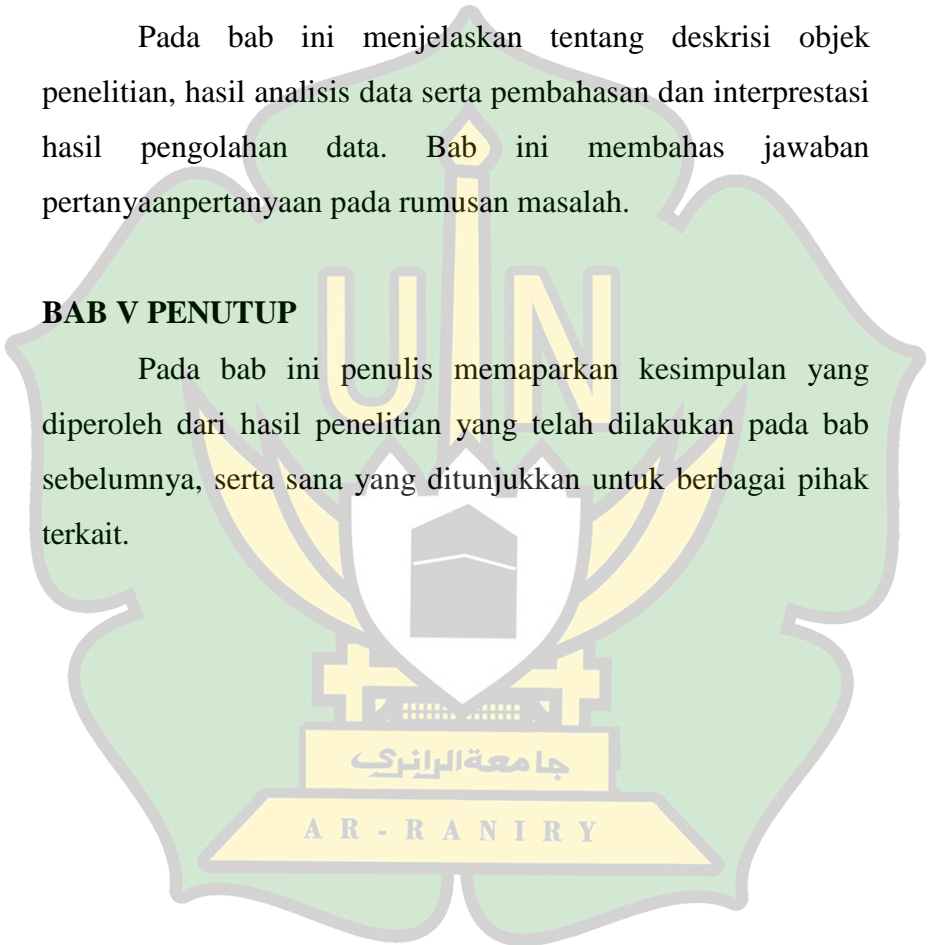 Pada bab ini menjelaskan tentang deskrisi objek
penelitian, hasil analisis data serta pembahasan dan interprestasi
hasil pengolahan data. Bab ini membahas jawaban
pertanyaanpertanyaan pada rumusan masalah.
BAB V PENUTUP
Pada bab ini penulis memaparkan kesimpulan yang
diperoleh dari hasil penelitian yang telah dilakukan pada bab
sebelumnya, serta sana yang ditunjukkan untuk berbagai pihak
terkait.
UIN
جامعةالرانري
AR-RANIRY